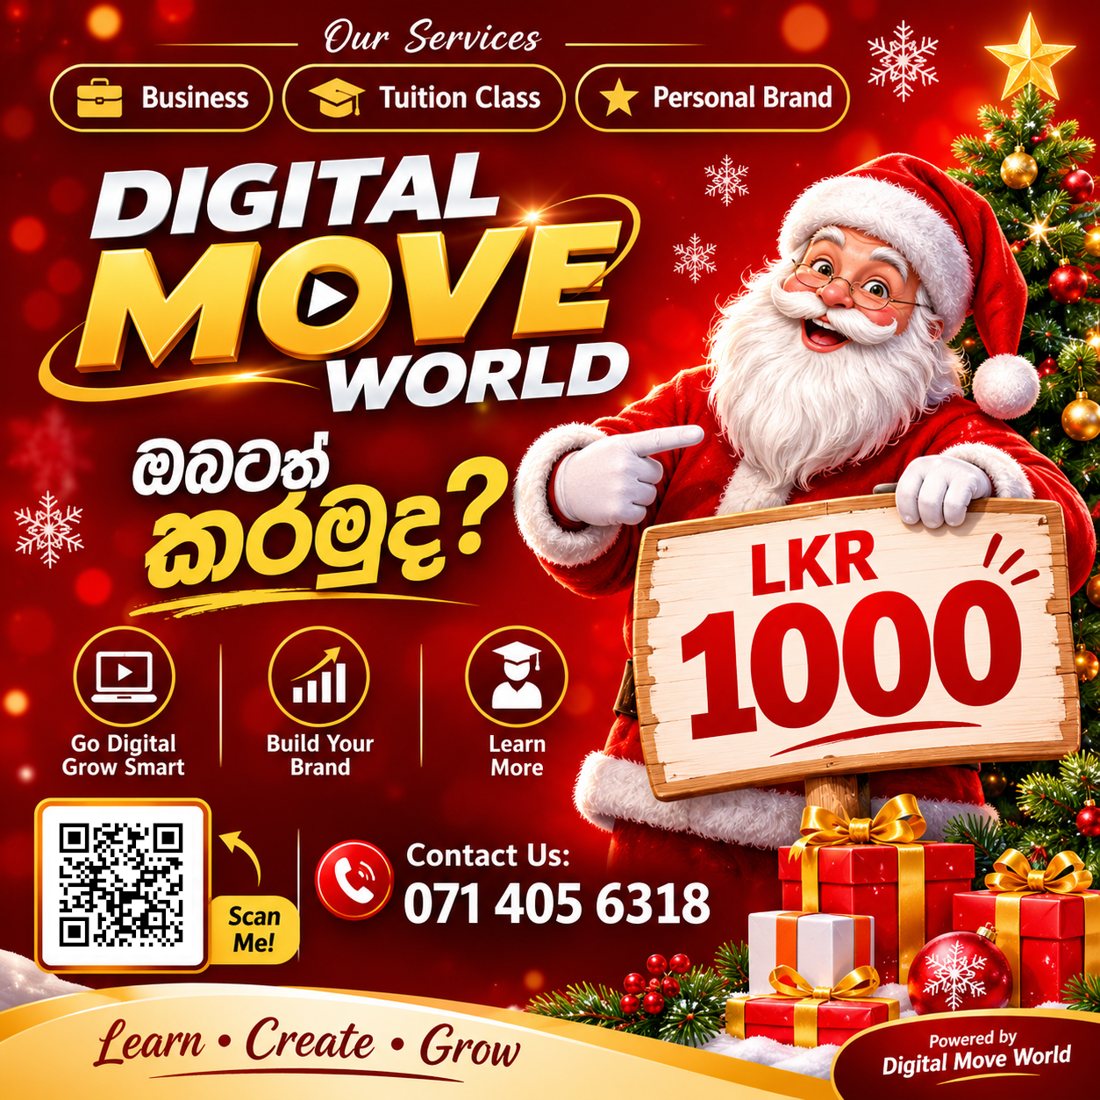 Our Services
Business
Tuition Class
Personal Brand
DIGITAL
MOVE
WORLD
ඔබටත්
කරමුද?
LKR
1000
Go Digital
Grow Smart
Build Your
Brand
Learn
More
Scan
Me!
Contact Us:
071 405 6318
Learn • Create • Grow
Powered by
Digital Move World